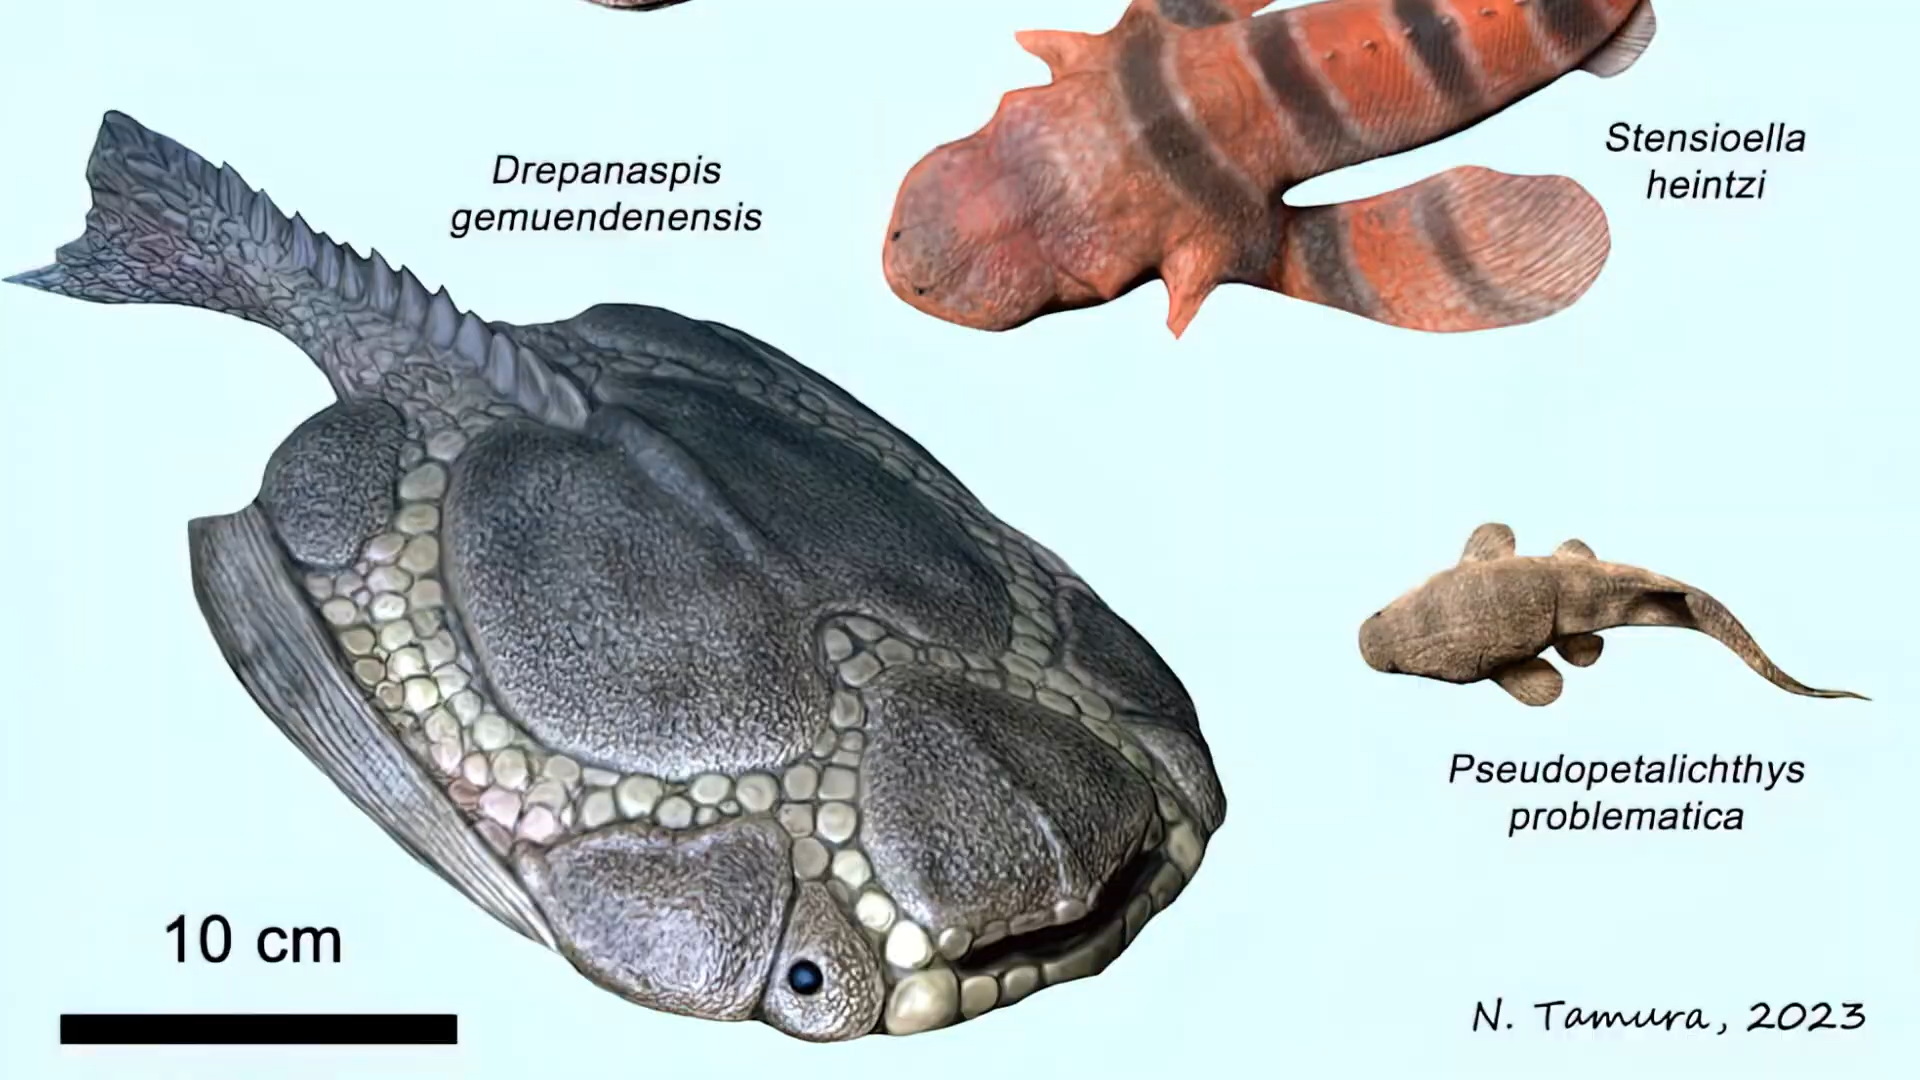 Drepanaspis
gemuendenensis
Stensioella
heintzi
Pseudopetalichthys
problematica
10 cm
N. Tamura, 2023